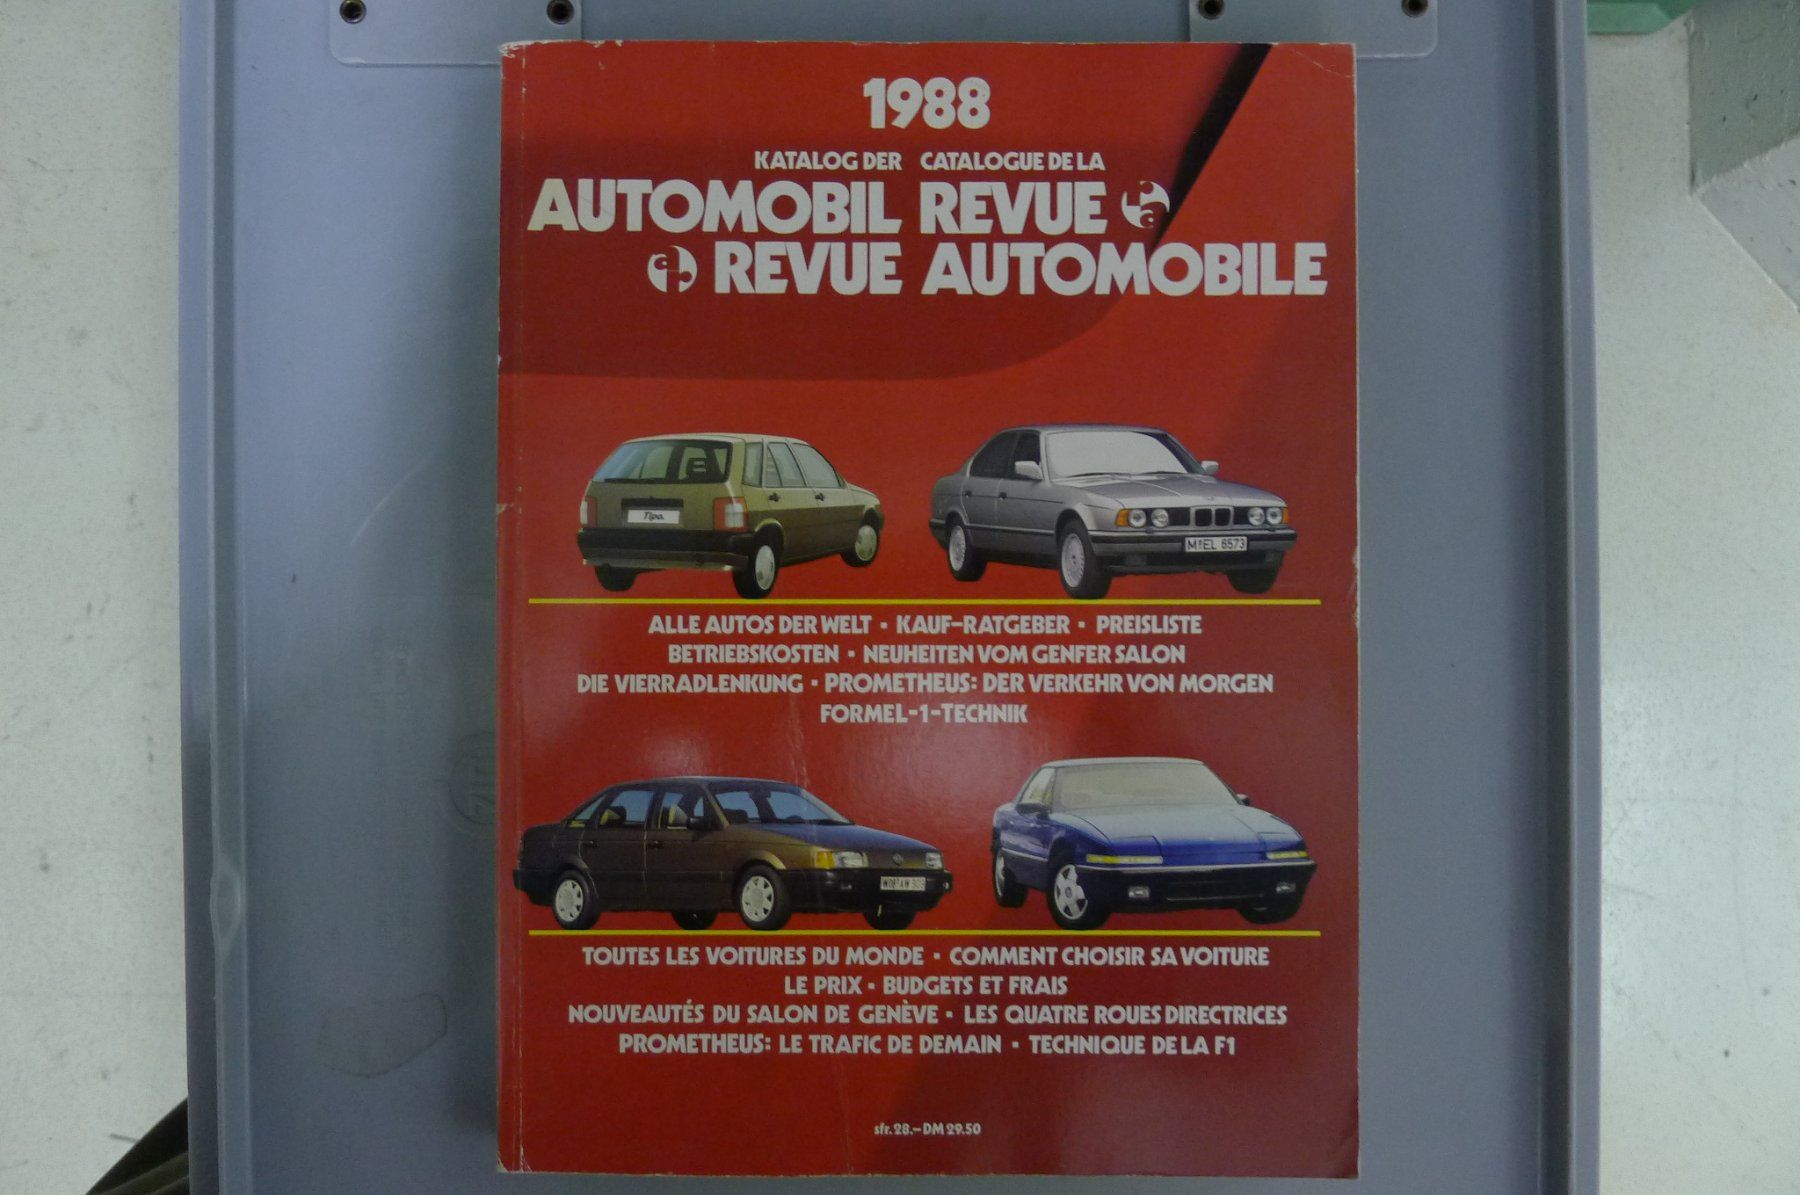 1988
KATALOG DER CATALOGUE DE LA
AUTOMOBIL REVUE
REVUE AUTOMOBILE
Tipo.
M EL 6573
ALLE AUTOS DER WELT ▪ KAUF-RATGEBER ▪ PREISLISTE
BETRIEBSKOSTEN ▪ NEUHEITEN VOM GENFER SALON
DIE VIERRADLENKUNG ▪ PROMETHEUS: DER VERKEHR VON MORGEN
FORMEL-1-TECHNIK
TOUTES LES VOITURES DU MONDE ▪ COMMENT CHOISIR SA VOITURE
LE PRIX ▪ BUDGETS ET FRAIS
NOUVEAUTÉS DU SALON DE GENÈVE ▪ LES QUATRE ROUES DIRECTRICES
PROMETHEUS: LE TRAFIC DE DEMAIN ▪ TECHNIQUE DE LA F1
sfr. 28.–DM 29.50